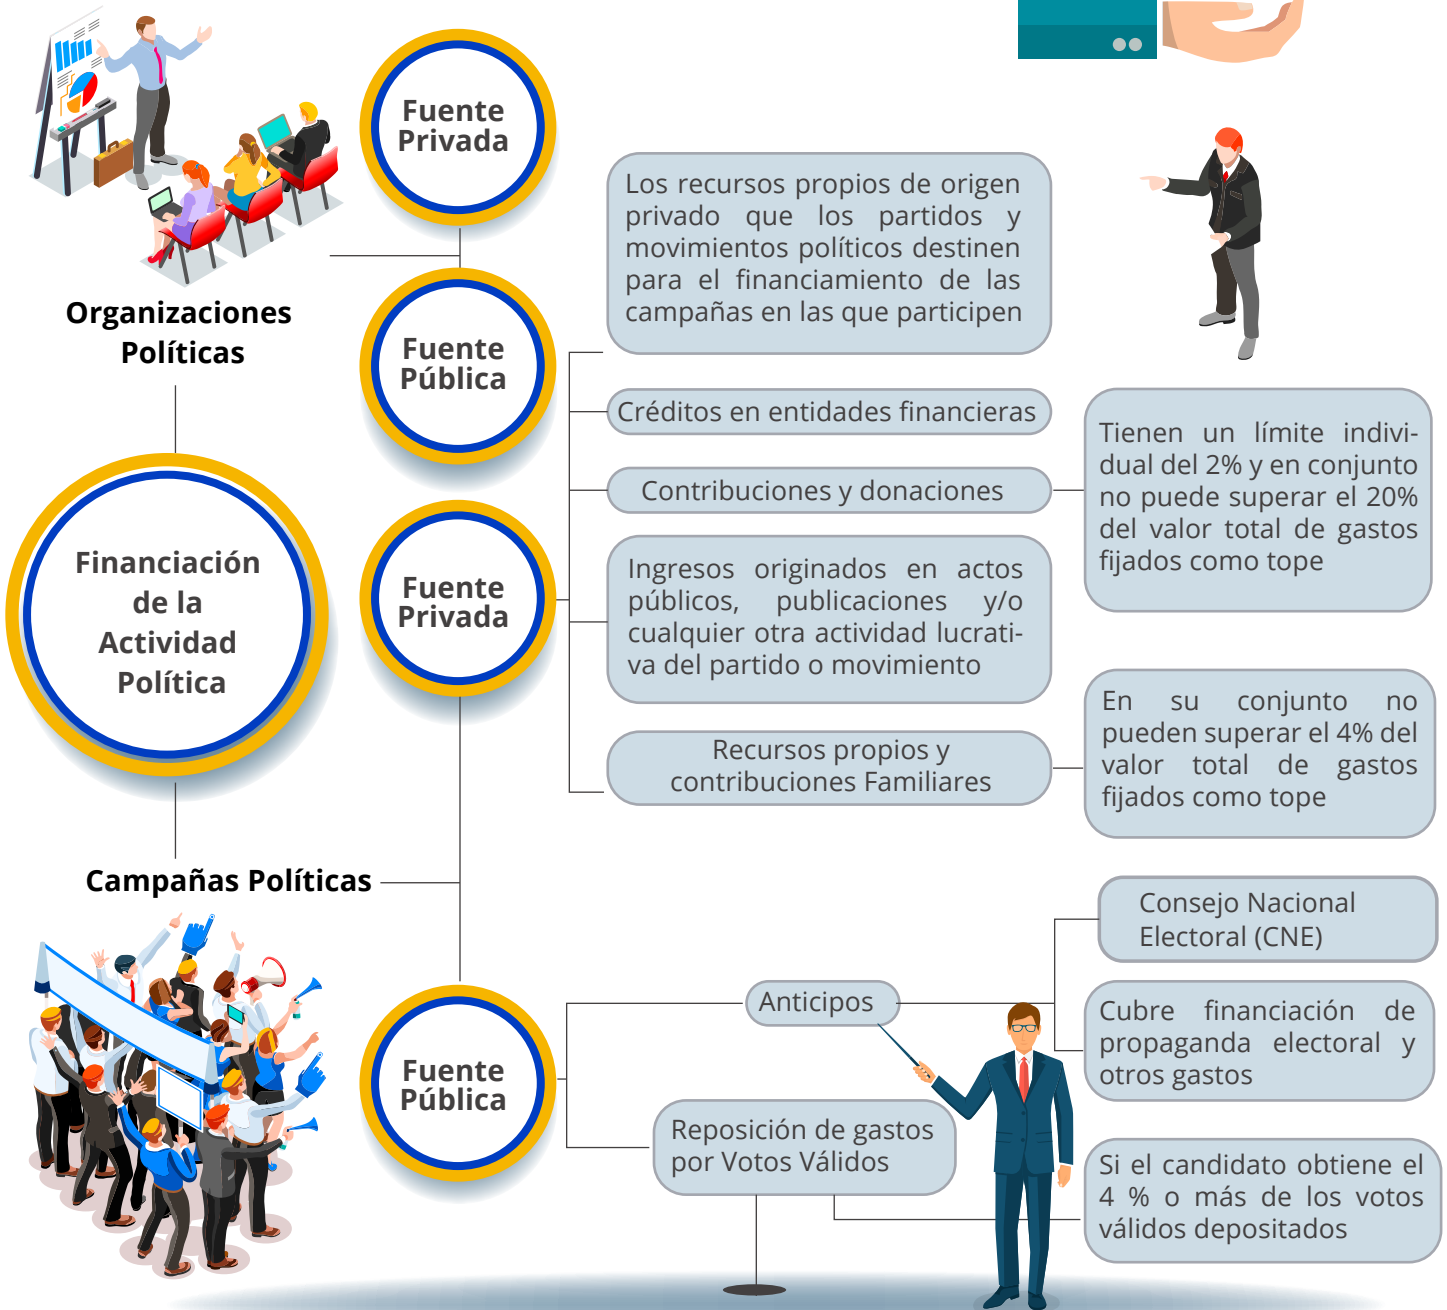 Fuente
Privada
Organizaciones
Políticas
Fuente
Pública
Financiación
de la
Actividad
Política
Fuente
Privada
Los recursos propios de origen
privado que los partidos y
movimientos políticos destinen
para el financiamiento de las
campañas en las que participen
Créditos en entidades financieras
Contribuciones y donaciones
Tienen un límite indivi-
dual del 2% y en conjunto
no puede superar el 20%
del valor total de gastos
fijados como tope
Ingresos originados en actos
públicos, publicaciones y/o
cualquier otra actividad lucrati-
va del partido o movimiento
Recursos propios y
contribuciones Familiares
En su conjunto no
pueden superar el 4% del
valor total de gastos
fijados como tope
Campañas Políticas
Fuente
Pública
Anticipos
Consejo Nacional
Electoral (CNE)
Cubre financiación de
propaganda electoral y
otros gastos
Reposición de gastos
por Votos Válidos
Si el candidato obtiene el
4 % o más de los votos
válidos depositados